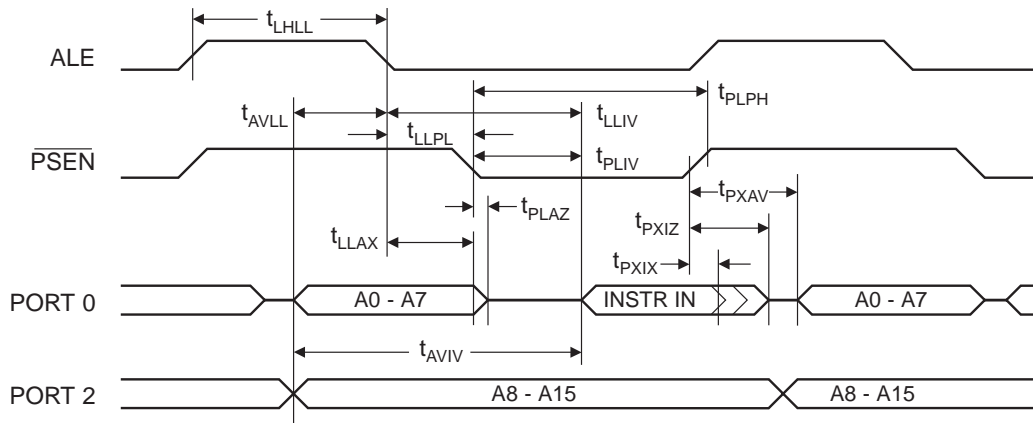 tLHLL
ALE
tPLPH
tAVLL
tLLIV
tLLPL
PSEN
tPLIV
tPXAV
tPLAZ
tPXIZ
tLLAX
tPXIX
PORT 0
A0 - A7
INSTR IN
A0 - A7
tAVIV
PORT 2
A8 - A15
A8 - A15